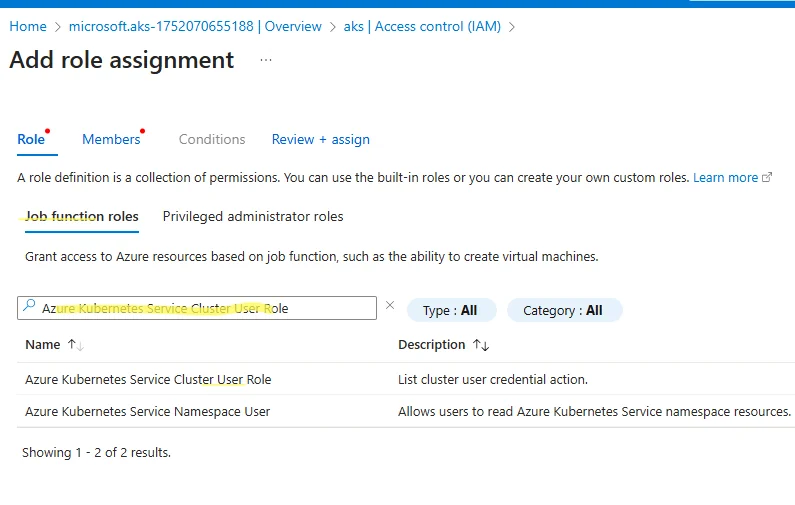 Home > microsoft.aks-1752070655188 | Overview > aks | Access control (IAM) >
Add role assignment ...
Role Members Conditions Review + assign
A role definition is a collection of permissions. You can use the built-in roles or you can create your own custom roles. Learn more
Job function roles Privileged administrator roles
Grant access to Azure resources based on job function, such as the ability to create virtual machines.
Azure Kubernetes Service Cluster User Role × Type : All Category : All
Name ↑↓ Description ↑↓
Azure Kubernetes Service Cluster User Role List cluster user credential action.
Azure Kubernetes Service Namespace User Allows users to read Azure Kubernetes Service namespace resources.
Showing 1 - 2 of 2 results.